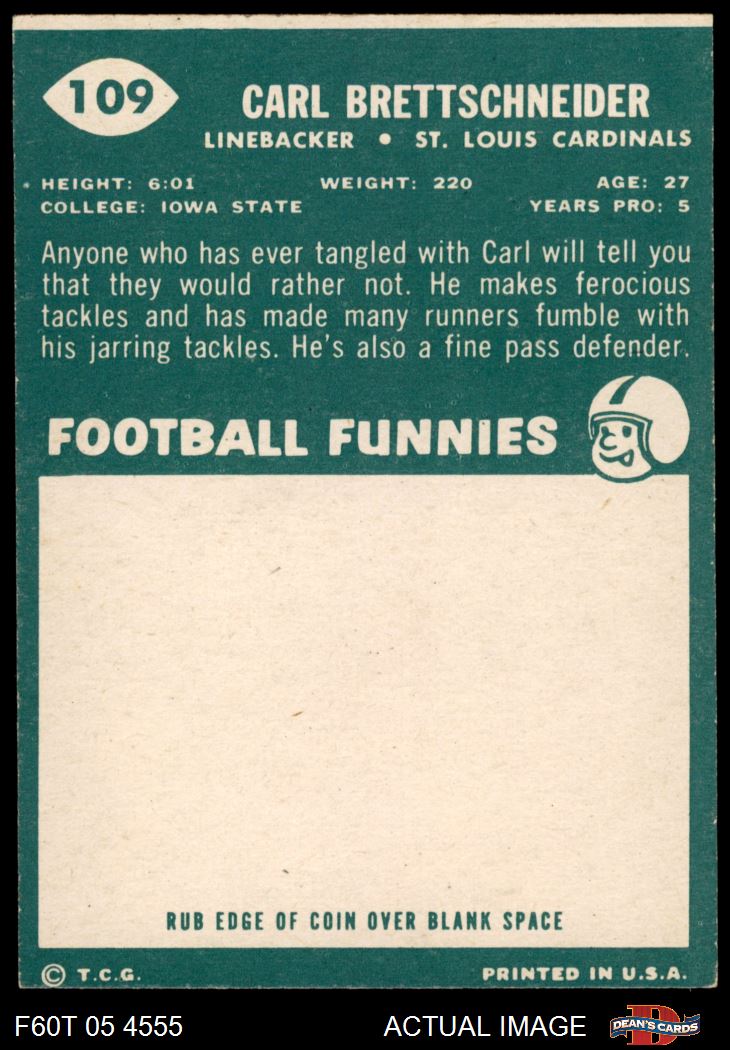 109
CARL BRETTSCHNEIDER
LINEBACKER • ST. LOUIS CARDINALS
HEIGHT: 6:01 WEIGHT: 220 AGE: 27
COLLEGE: IOWA STATE YEARS PRO: 5
Anyone who has ever tangled with Carl will tell you
that they would rather not. He makes ferocious
tackles and has made many runners fumble with
his jarring tackles. He's also a fine pass defender.
FOOTBALL FUNNIES
RUB EDGE OF COIN OVER BLANK SPACE
© T.C.G. PRINTED IN U.S.A.
F60T 05 4555 ACTUAL IMAGE DEAN'S CARDS